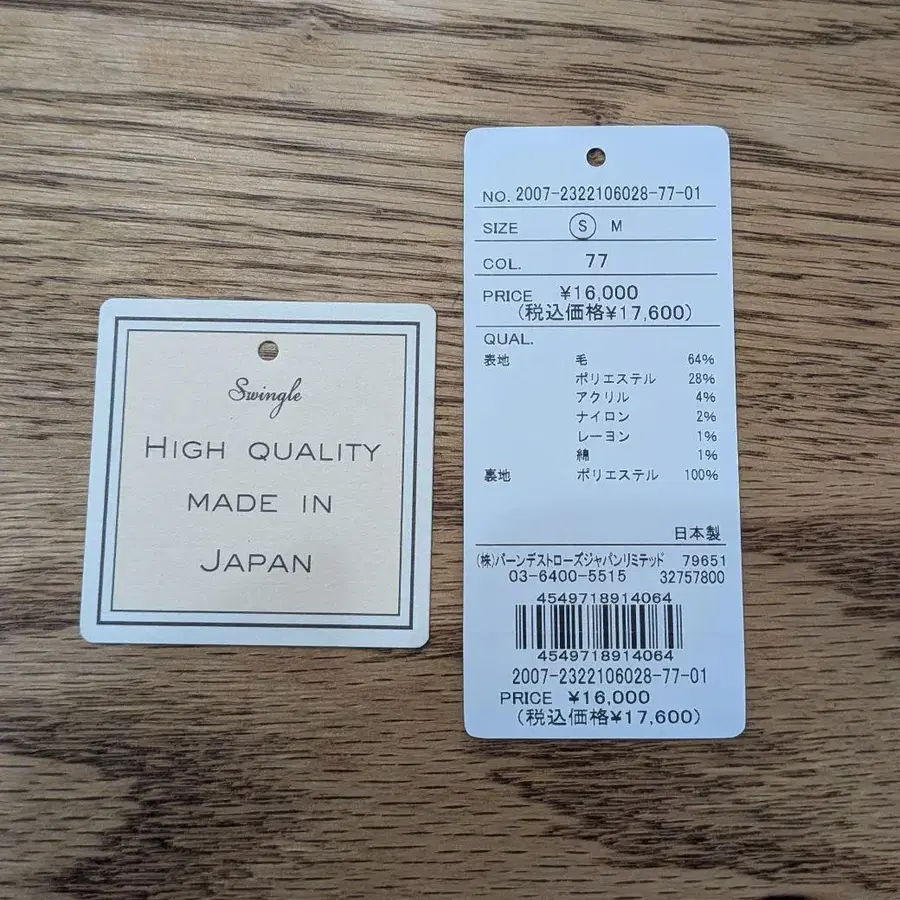 Swingle
HIGH QUALITY
MADE IN
JAPAN
NO. 2007-2322106028-77-01
SIZE S M
COL. 77
PRICE ¥16,000
(税込価格¥17,600)
QUAL.
表地 毛 64%
ポリエステル 28%
アクリル 4%
ナイロン 2%
レーヨン 1%
綿 1%
裏地 ポリエステル 100%
日本製
(株)バーンデストローズジャパンリミテッド 79651
03-6400-5515 32757800
4549718914064
4549718914064
2007-2322106028-77-01
PRICE ¥16,000
(税込価格¥17,600)